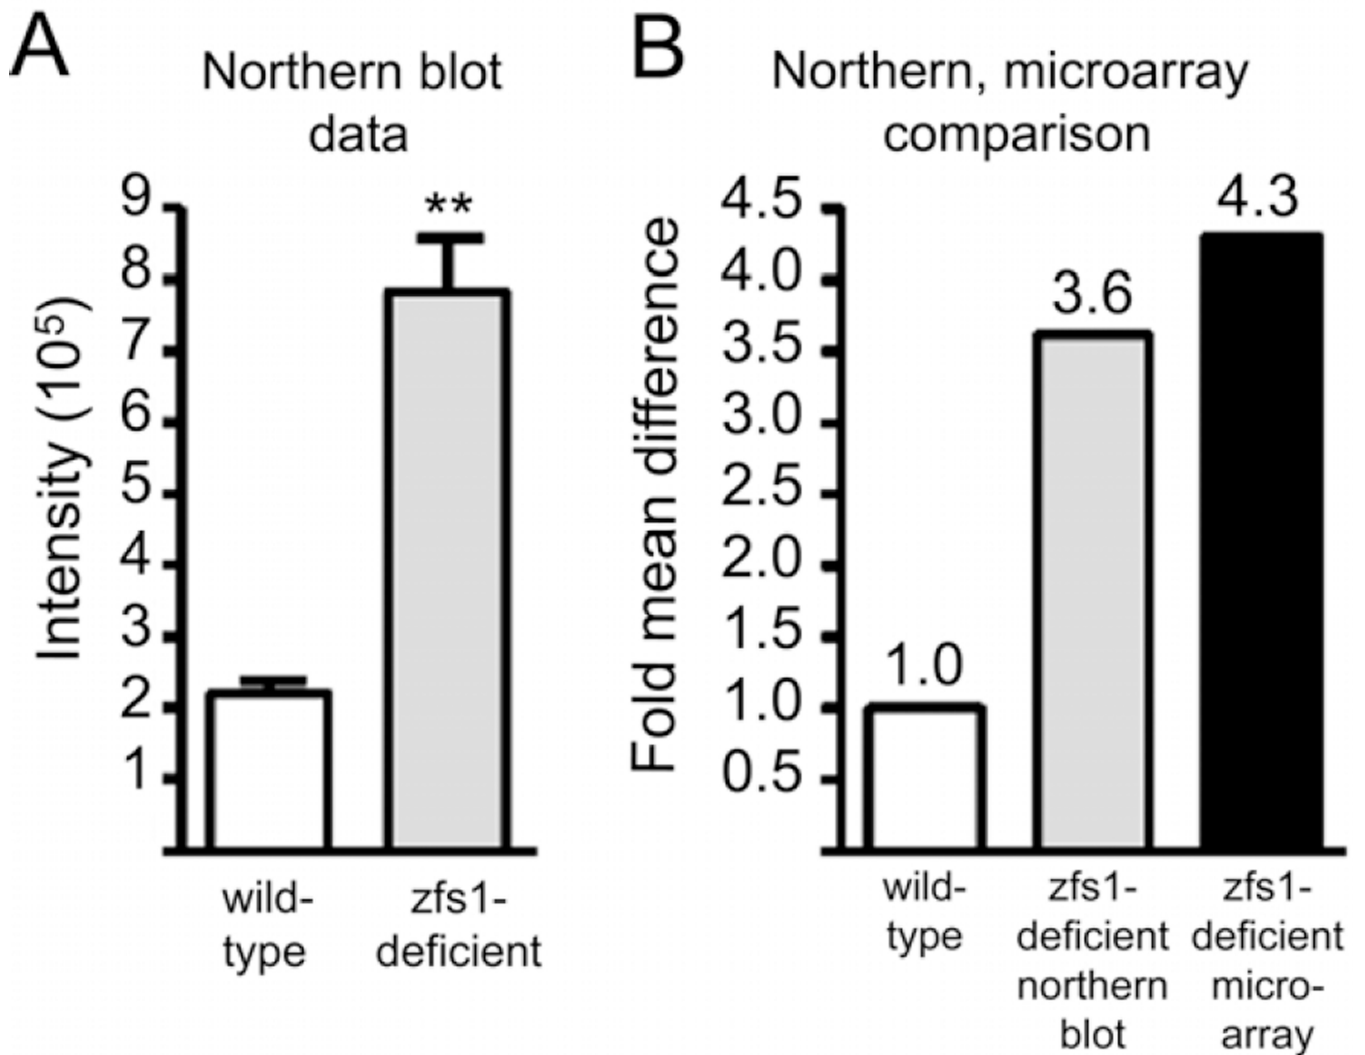 A
Northern blot
data
9
8
7
6
5
4
3
2
1
Intensity (10⁵)
**
wild-
type
zfs1-
deficient
B
Northern, microarray
comparison
4.5
4.0
3.5
3.0
2.5
2.0
1.5
1.0
0.5
Fold mean difference
1.0
3.6
4.3
wild-
type
zfs1-
deficient
northern
blot
zfs1-
deficient
micro-
array